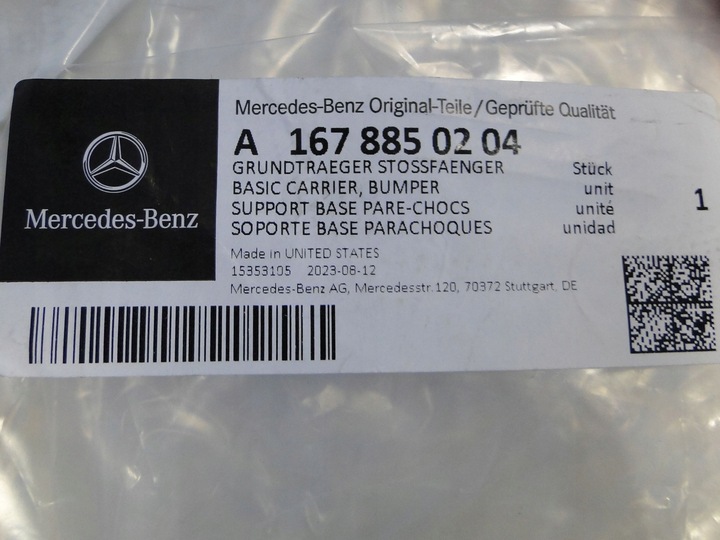 Mercedes-Benz Original-Teile/Geprüfte Qualität
A 167 885 02 04
GRUNDTRAEGER STOSSFAENGER Stück
BASIC CARRIER, BUMPER unit
SUPPORT BASE PARE-CHOCS unité
SOPORTE BASE PARACHOQUES unidad
1
Mercedes-Benz
Made in UNITED STATES
15353105 2023-08-12
Mercedes-Benz AG, Mercedesstr.120, 70372 Stuttgart, DE